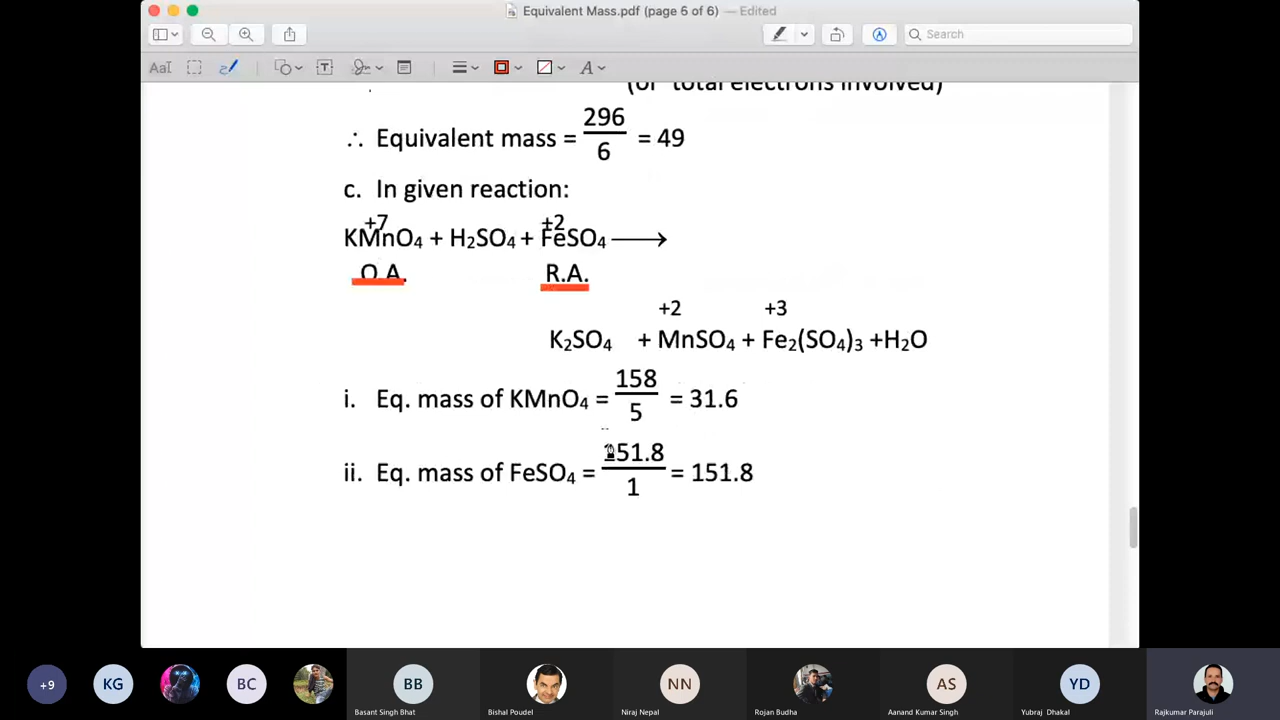 Equivalent Mass.pdf (page 6 of 6) — Edited
Search
AaI
A
(or total electrons involved)
∴ Equivalent mass = 296/6 = 49
c. In given reaction:
+7 +2
KMnO₄ + H₂SO₄ + FeSO₄ ⟶
O.A. R.A.
+2 +3
K₂SO₄ + MnSO₄ + Fe₂(SO₄)₃ +H₂O
i. Eq. mass of KMnO₄ = 158/5 = 31.6
ii. Eq. mass of FeSO₄ = 151.8/1 = 151.8
+9 KG BC BB NN AS YD
Basant Singh Bhat Bishal Poudel Niraj Nepal Rojan Budha Aanand Kumar Singh Yubraj Dhakal Rajkumar Parajuli